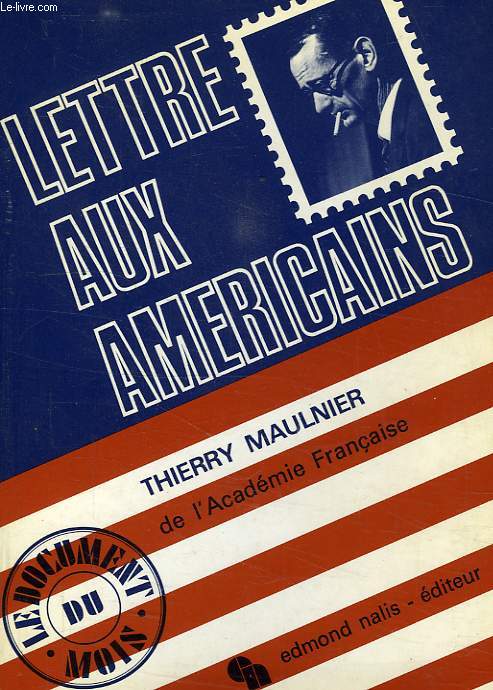 Le-livre.com
LETTRE
AUX
AMERICAINS
THIERRY MAULNIER
de l'Académie Française
LE DOCUMENT
DU
MOIS
edmond nalis - éditeur